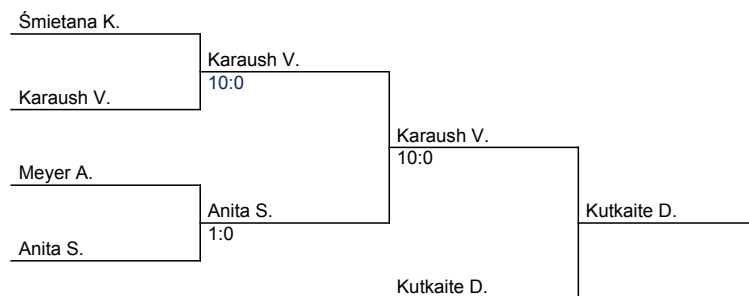 Śmietana K.
Karaush V.
10:0
Karaush V.
Karaush V.
10:0
Meyer A.
Anita S.
1:0
Kutkaite D.
Anita S.
Kutkaite D.